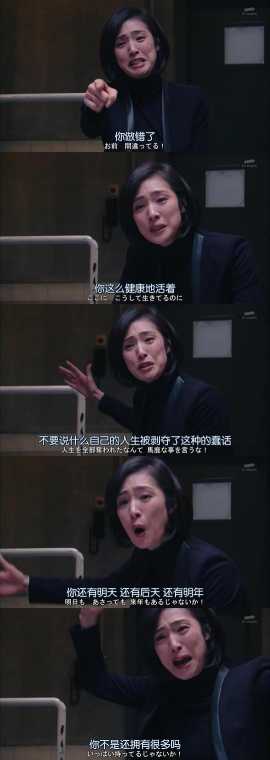 你做错了
お前 間違ってる！
你这么健康地活着
ここに こうして生きてるのに
不要说什么自己的人生被剥夺了这种的蠢话
人生を全部奪われたなんて 馬鹿な事を言うな！
你还有明天 还有后天 还有明年
明日も あさっても 来年もあるじゃないか！
你不是还拥有很多吗
いっぱい持ってるじゃないか！